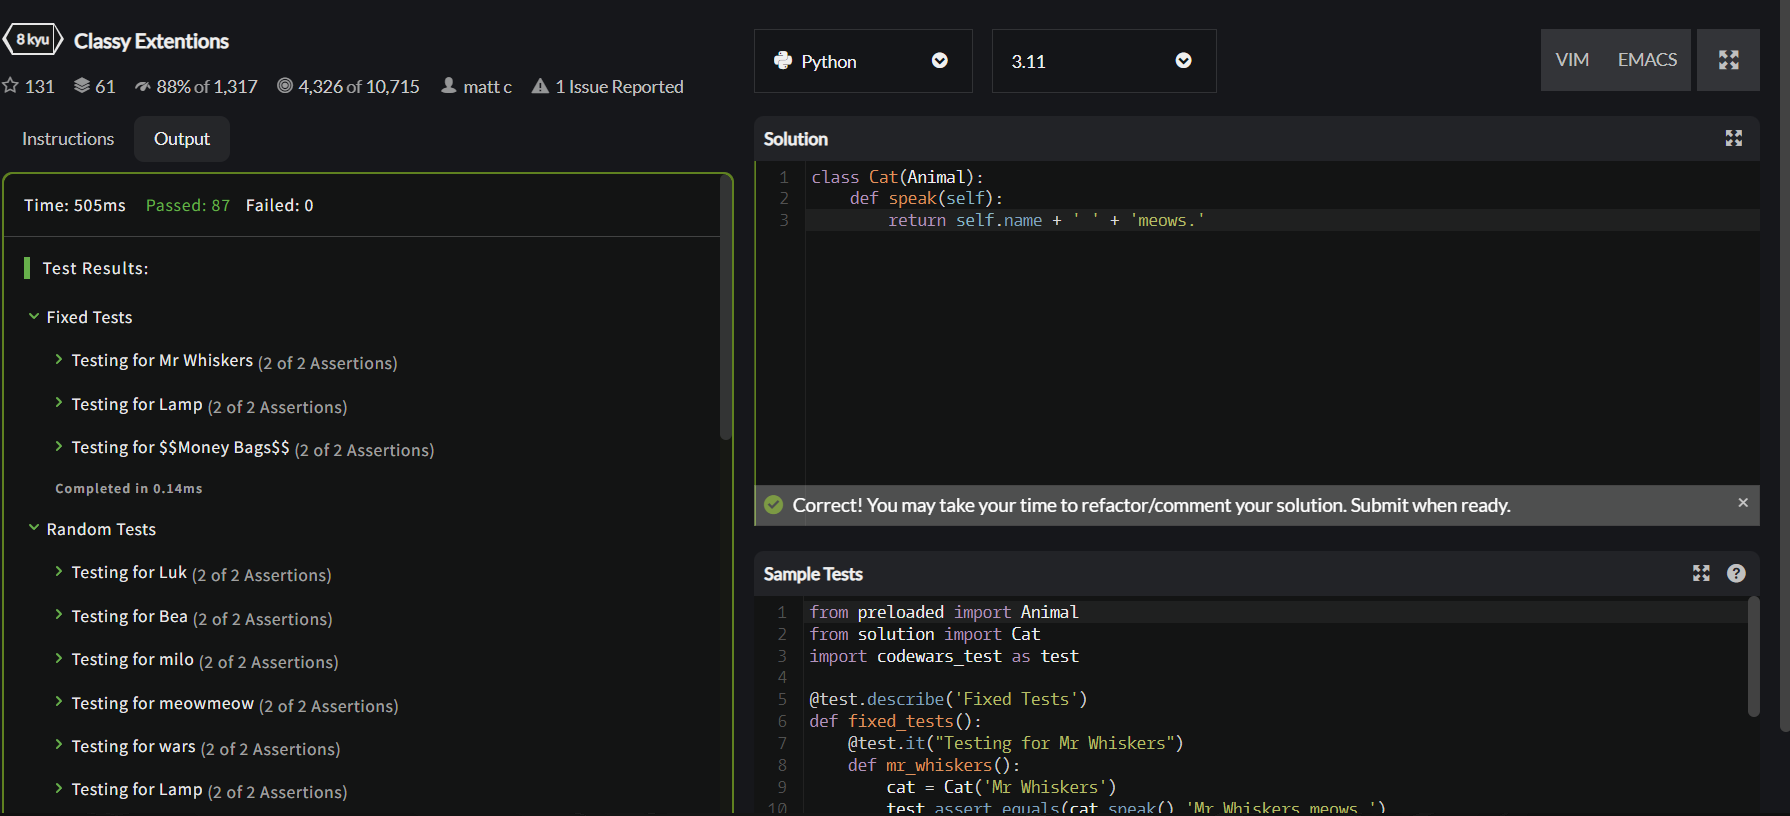 8 kyu Classy Extentions
131 61 88% of 1,317 4,326 of 10,715 matt c 1 Issue Reported
Instructions Output
Time: 505ms Passed: 87 Failed: 0
Test Results:
Fixed Tests
Testing for Mr Whiskers (2 of 2 Assertions)
Testing for Lamp (2 of 2 Assertions)
Testing for $$Money Bags$$ (2 of 2 Assertions)
Completed in 0.14ms
Random Tests
Testing for Luk (2 of 2 Assertions)
Testing for Bea (2 of 2 Assertions)
Testing for milo (2 of 2 Assertions)
Testing for meowmeow (2 of 2 Assertions)
Testing for wars (2 of 2 Assertions)
Testing for Lamp (2 of 2 Assertions)
Python 3.11 VIM EMACS
Solution
1 class Cat(Animal):
2     def speak(self):
3         return self.name + ' ' + 'meows.'
Correct! You may take your time to refactor/comment your solution. Submit when ready. ×
Sample Tests ?
1 from preloaded import Animal
2 from solution import Cat
3 import codewars_test as test
4
5 @test.describe('Fixed Tests')
6 def fixed_tests():
7     @test.it("Testing for Mr Whiskers")
8     def mr_whiskers():
9         cat = Cat('Mr Whiskers')
10         test.assert_equals(cat.speak(),'Mr Whiskers meows.')